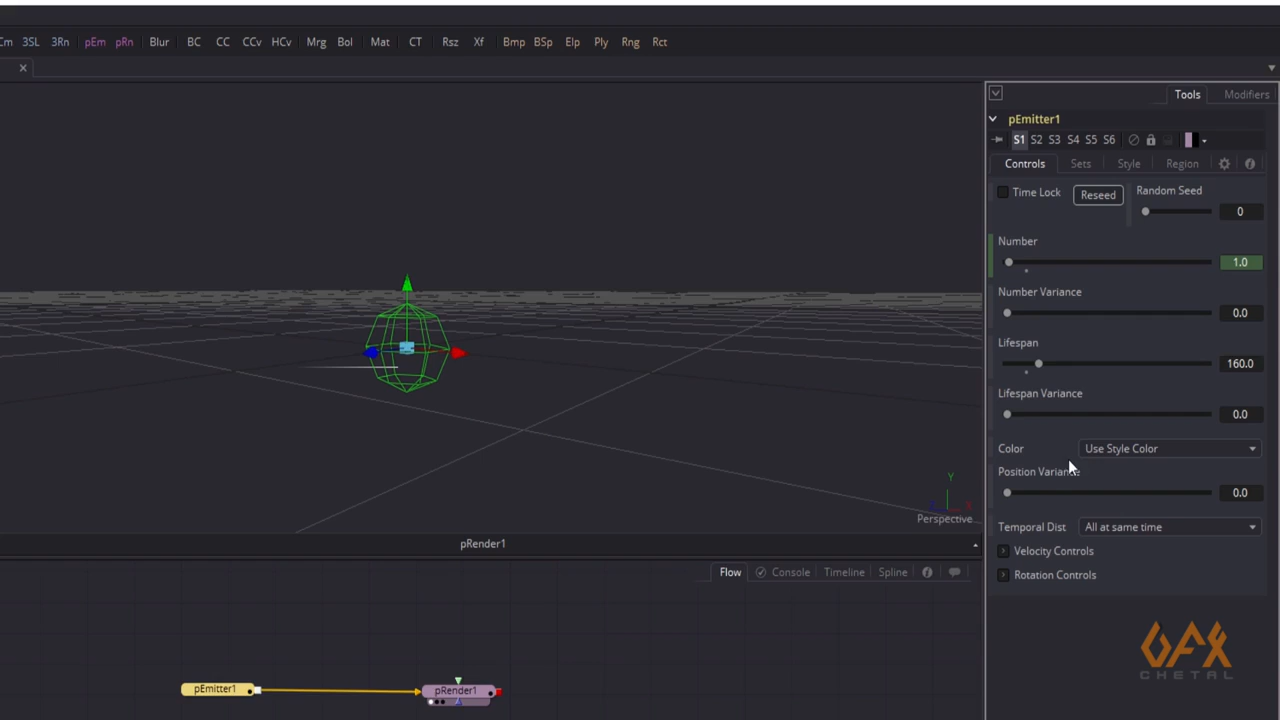 Cm 3SL 3Rn pEm pRn Blur BC CC CCv HCv Mrg Bol Mat CT Rsz Xf Bmp BSp Elp Ply Rng Rct
Tools Modifiers
pEmitter1
S1 S2 S3 S4 S5 S6
Controls Sets Style Region
Time Lock Reseed Random Seed
0
Number
1.0
Number Variance
0.0
Lifespan
160.0
Lifespan Variance
0.0
Color Use Style Color
Position Variance
0.0
Temporal Dist All at same time
Velocity Controls
Rotation Controls
Y
X
Perspective
pRender1
Flow Console Timeline Spline
pEmitter1 pRender1
GFX
CHETAL